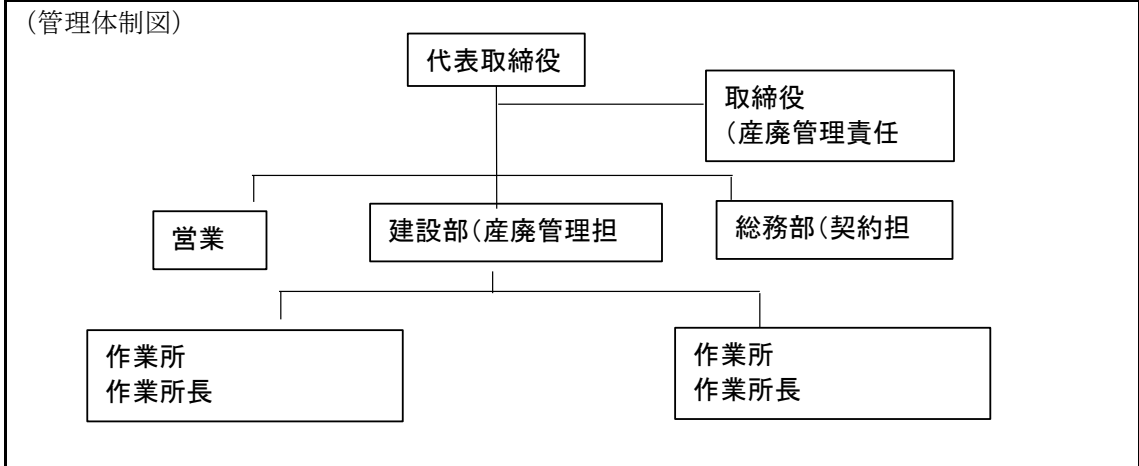 （管理体制図）
代表取締役
取締役
（産廃管理責任
営業
建設部（産廃管理担
総務部（契約担
作業所
作業所長
作業所
作業所長